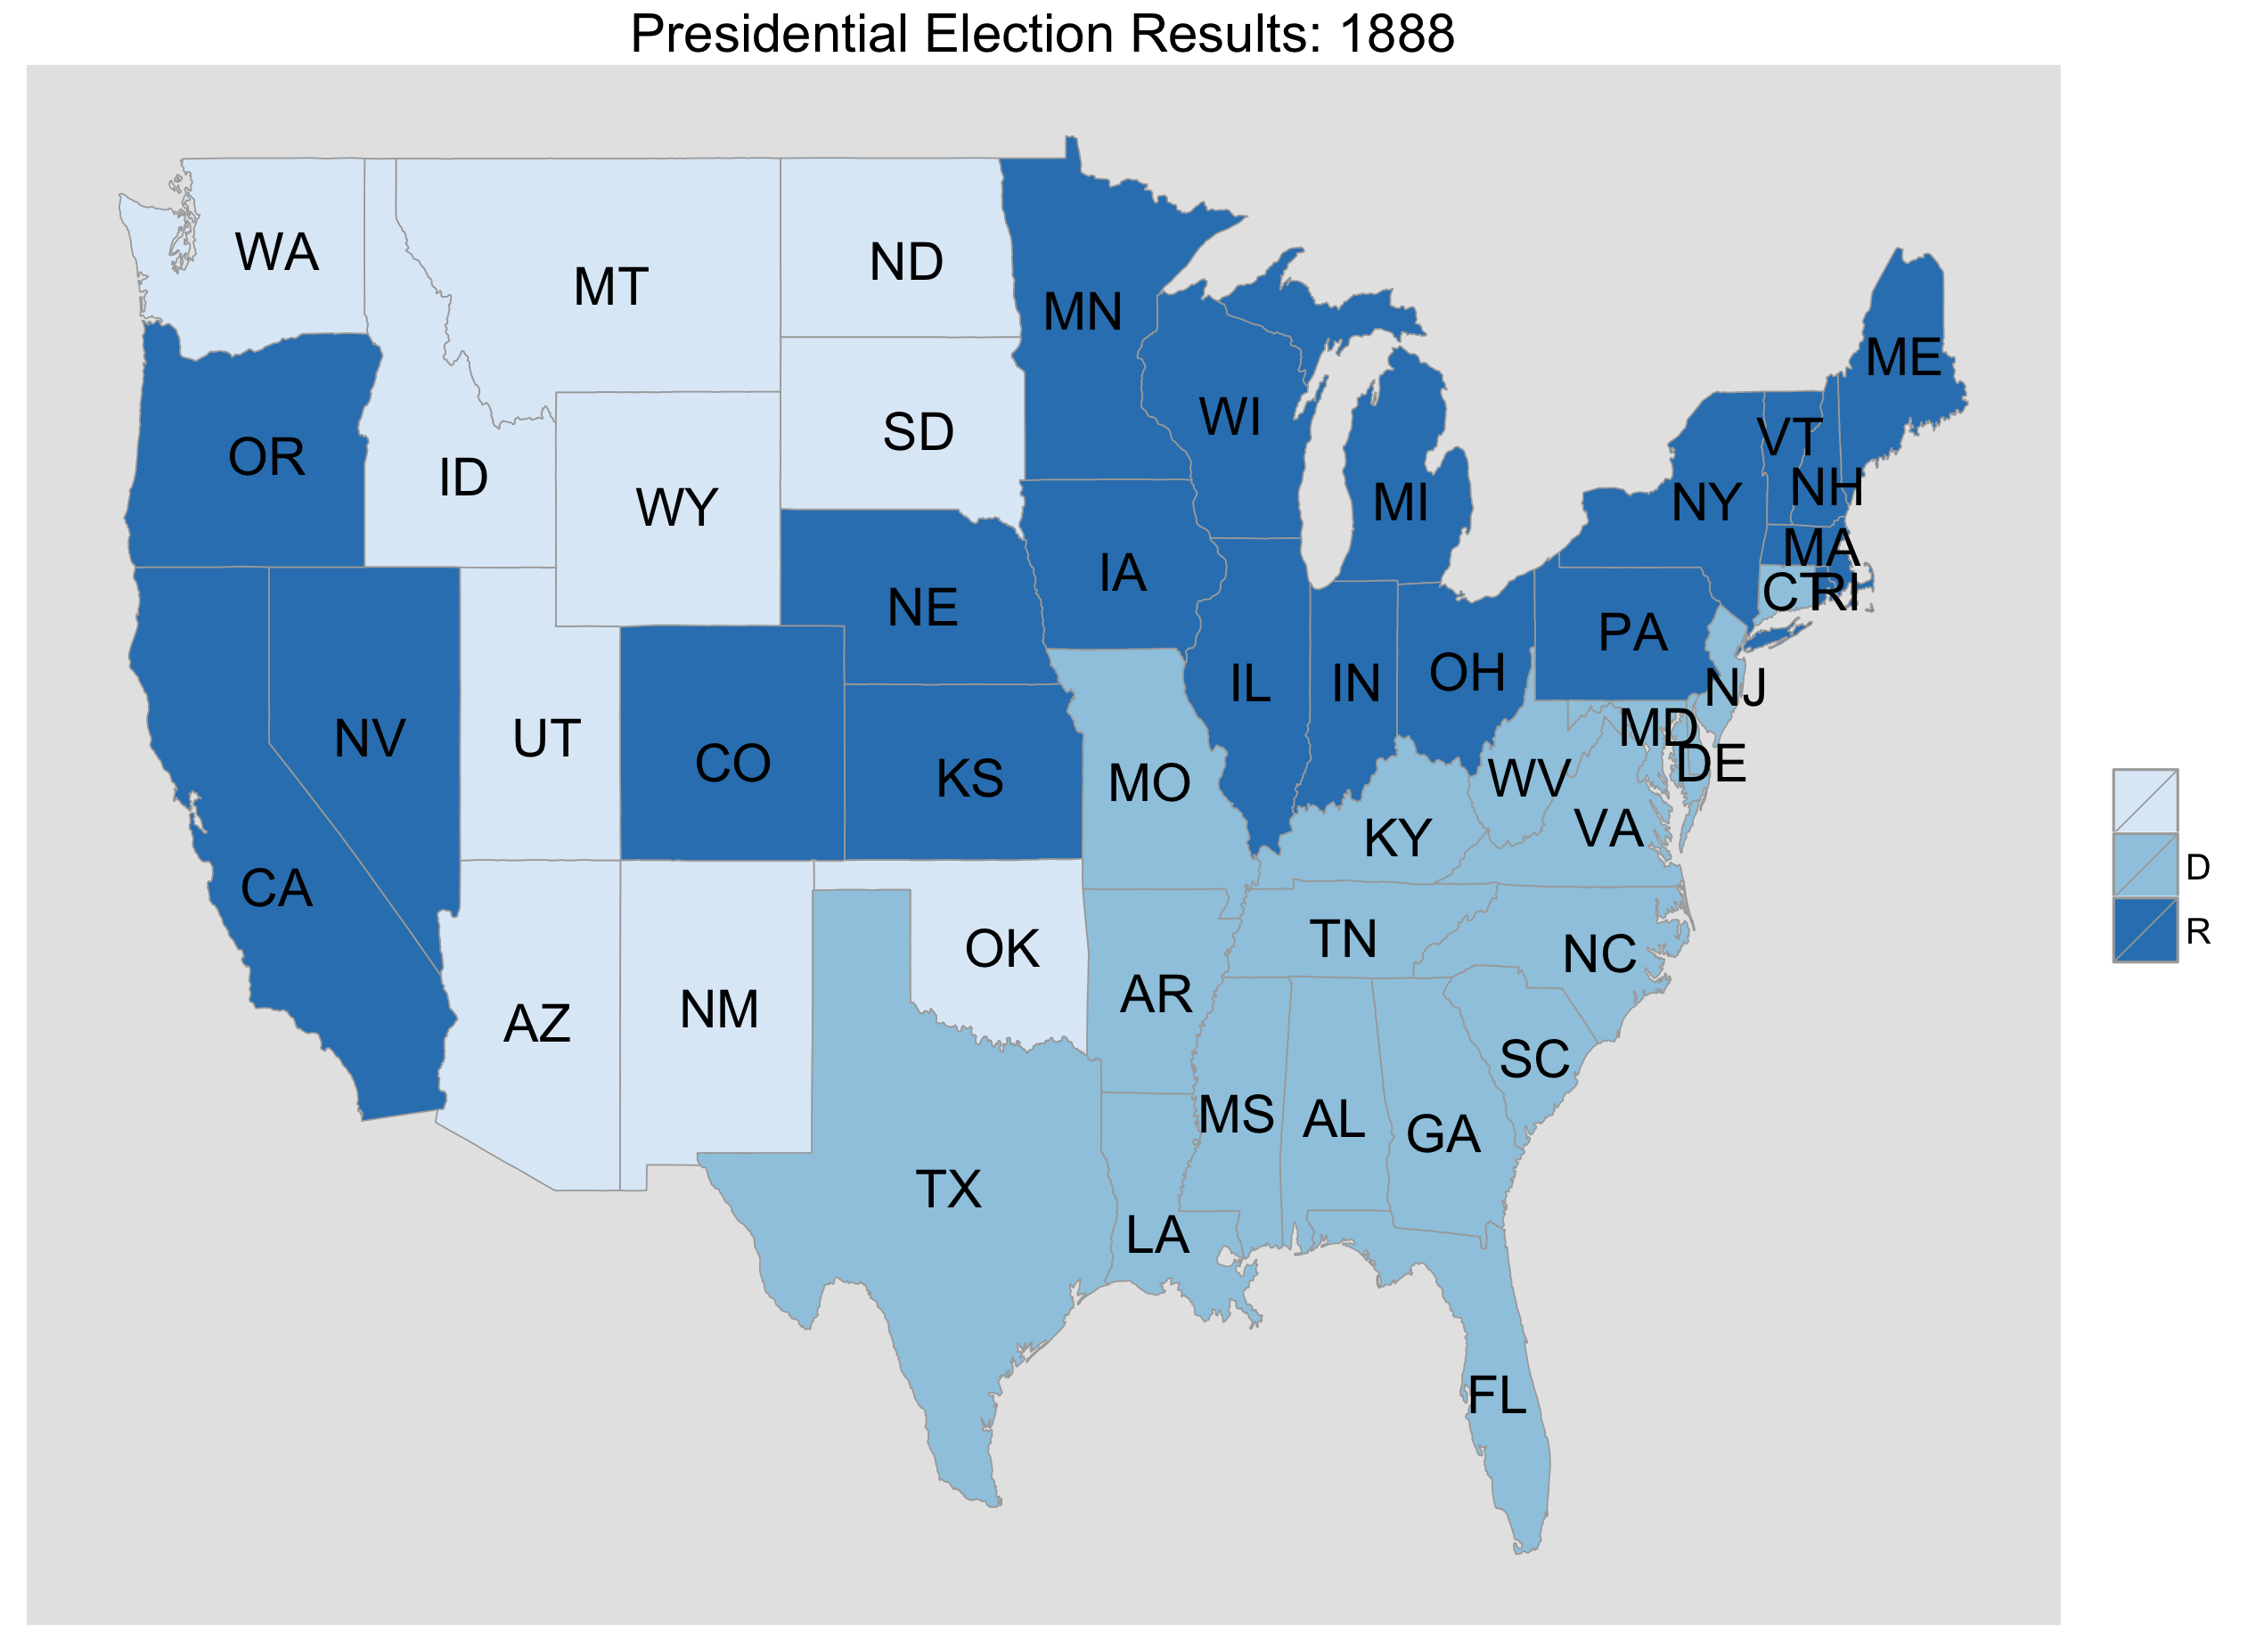 Presidential Election Results: 1888
WA
MT
ND
MN
ME
OR
ID
WY
SD
WI
MI
VT
NH
NY
MA
CT
RI
NE
IA
PA
NV
UT
CO
KS
MO
IL
IN
OH
NJ
MD
DE
WV
VA
KY
D
R
CA
AZ
NM
OK
AR
TN
NC
SC
MS
AL
GA
TX
LA
FL